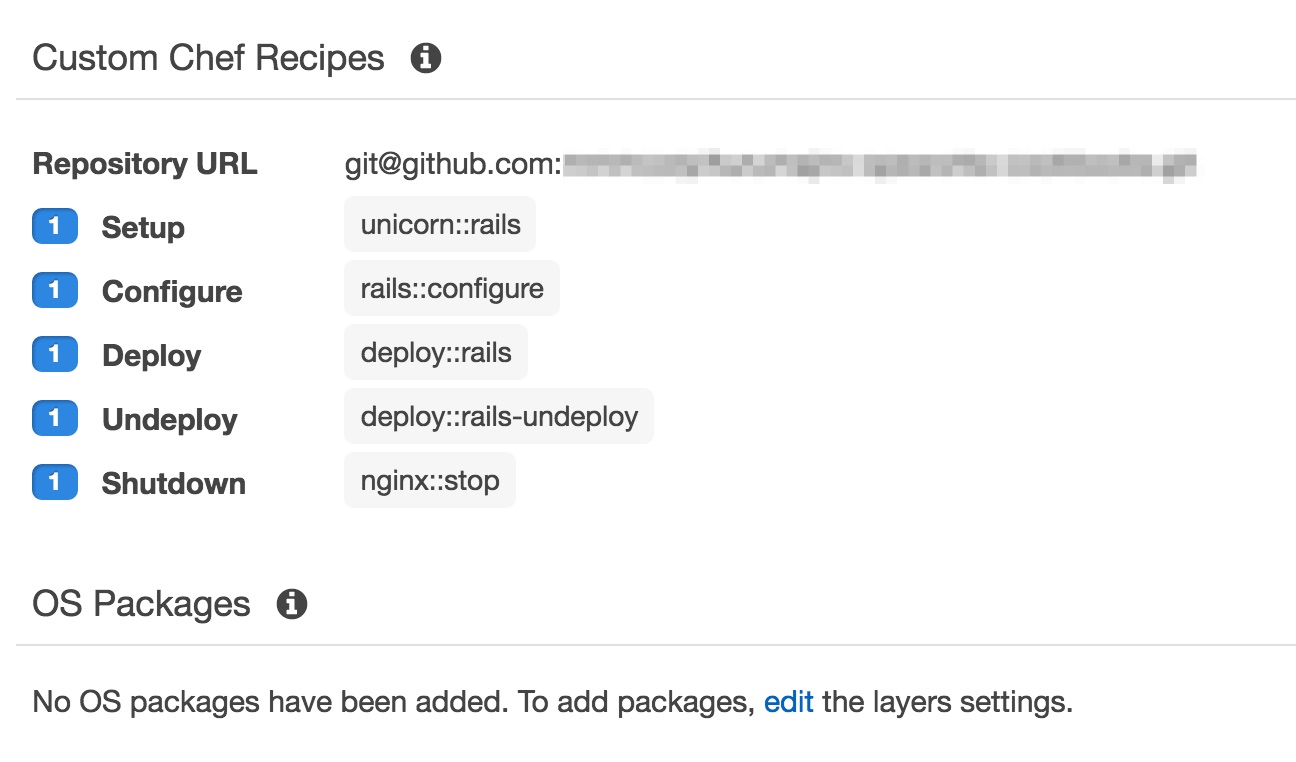 Custom Chef Recipes
Repository URL git@github.com:
1 Setup unicorn::rails
1 Configure rails::configure
1 Deploy deploy::rails
1 Undeploy deploy::rails-undeploy
1 Shutdown nginx::stop
OS Packages
No OS packages have been added. To add packages, edit the layers settings.